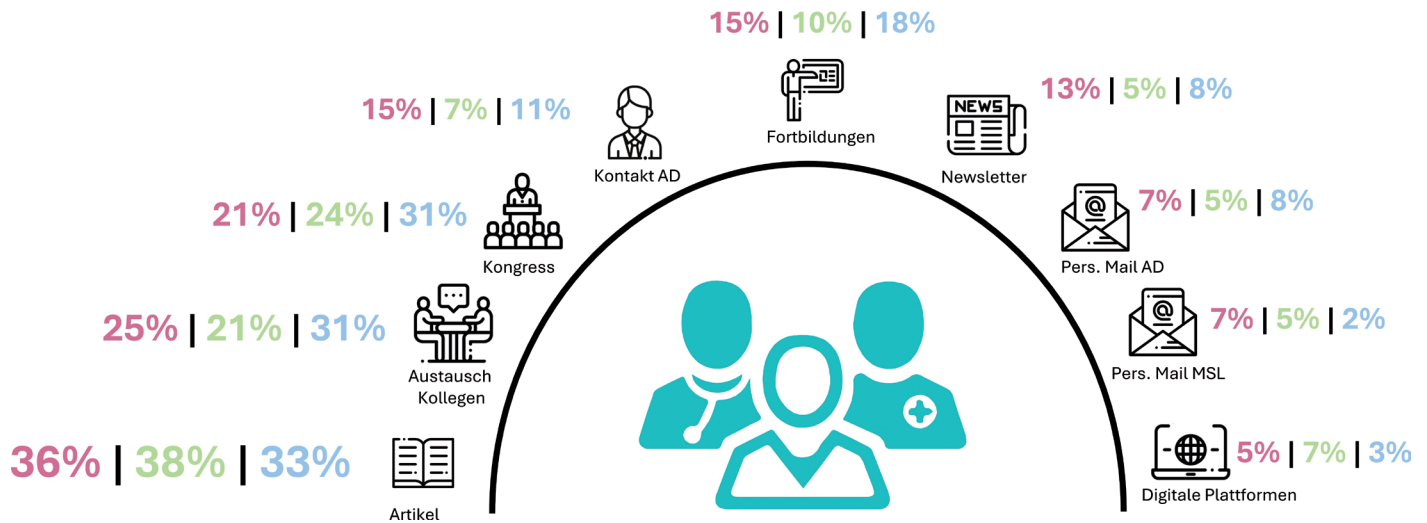 15% | 10% | 18%
Fortbildungen
15% | 7% | 11%
Kontakt AD
NEWS
13% | 5% | 8%
Newsletter
21% | 24% | 31%
Kongress
@
7% | 5% | 8%
Pers. Mail AD
25% | 21% | 31%
Austausch
Kollegen
@
7% | 5% | 2%
Pers. Mail MSL
36% | 38% | 33%
Artikel
5% | 7% | 3%
Digitale Plattformen